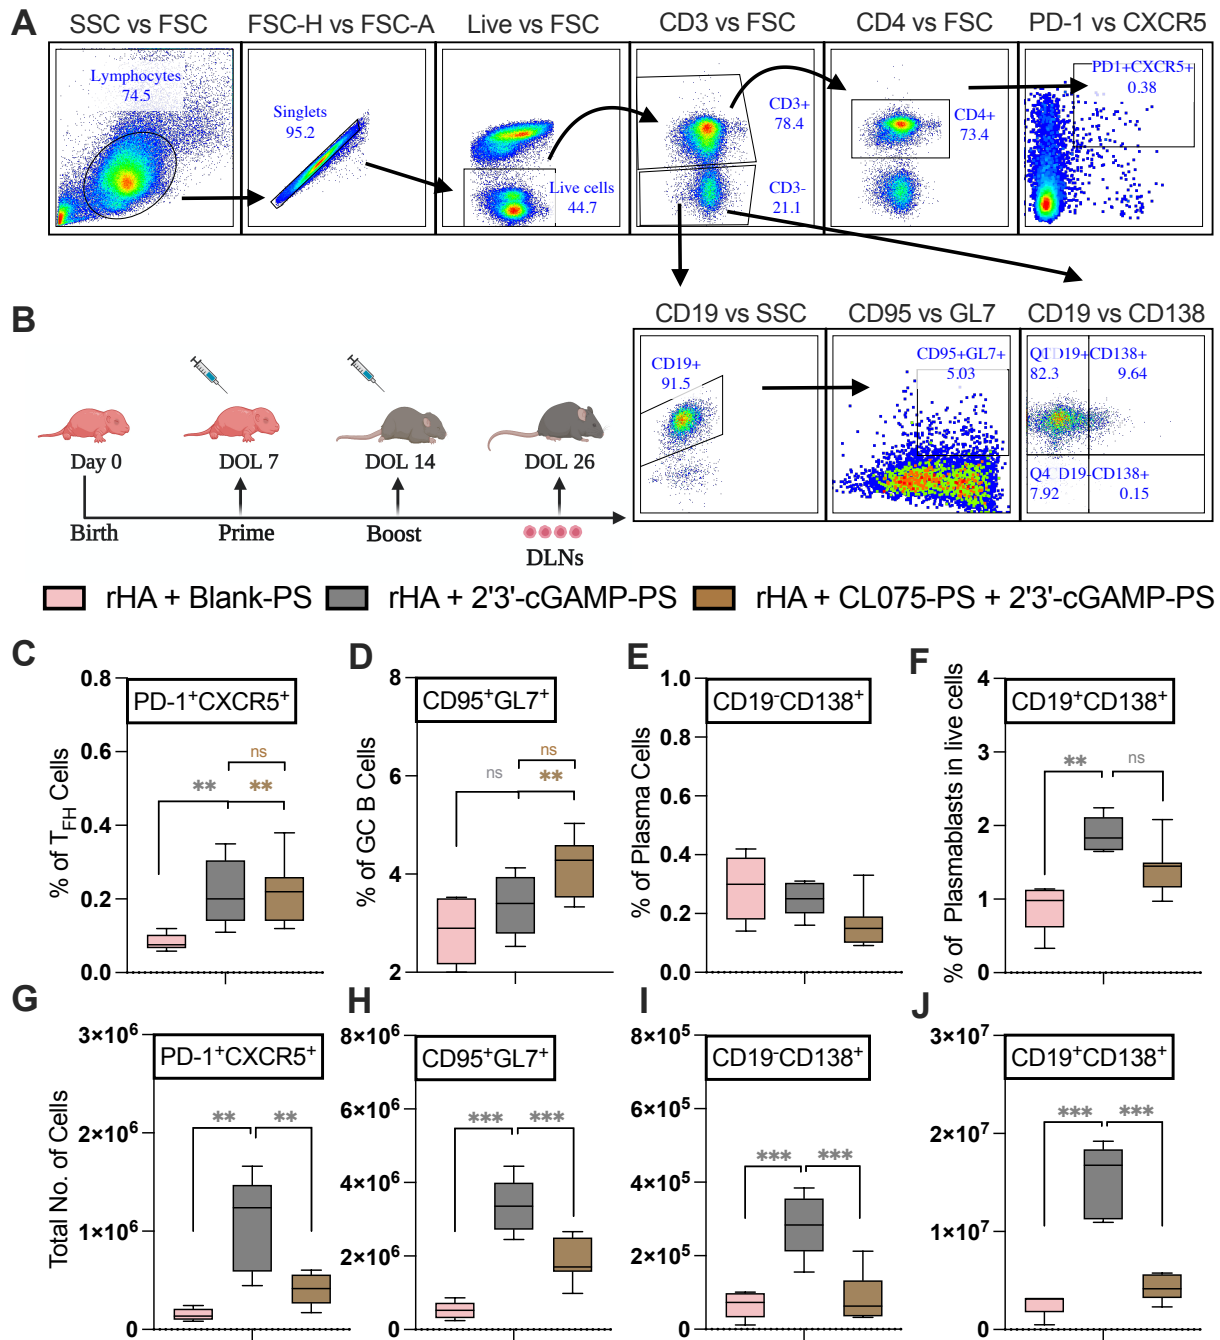 A
SSC vs FSC
FSC-H vs FSC-A
Live vs FSC
CD3 vs FSC
CD4 vs FSC
PD-1 vs CXCR5
Lymphocytes
74.5
Singlets
95.2
Live cells
44.7
CD3+
78.4
CD3-
21.1
CD4+
73.4
PD1+CXCR5+
0.38
B
Day 0
DOL 7
DOL 14
DOL 26
Birth
Prime
Boost
DLNs
CD19 vs SSC
CD95 vs GL7
CD19 vs CD138
CD19+
91.5
CD95+GL7+
5.03
Q1 D19+CD138+
82.3 9.64
Q4 D19-CD138+
7.92 0.15
rHA + Blank-PS
rHA + 2'3'-cGAMP-PS
rHA + CL075-PS + 2'3'-cGAMP-PS
C
PD-1⁺CXCR5⁺
% of T_FH Cells
0.8
0.6
0.4
0.2
0.0
**
**
ns
D
CD95⁺GL7⁺
% of GC B Cells
8
6
4
2
ns
**
ns
E
CD19⁻CD138⁺
% of Plasma Cells
1.0
0.8
0.6
0.4
0.2
0.0
F
CD19⁺CD138⁺
% of Plasmablasts in live cells
4
3
2
1
0
**
ns
G
PD-1⁺CXCR5⁺
Total No. of Cells
3×10⁶
2×10⁶
1×10⁶
0
**
**
H
CD95⁺GL7⁺
8×10⁶
6×10⁶
4×10⁶
2×10⁶
0
***
***
I
CD19⁻CD138⁺
8×10⁵
6×10⁵
4×10⁵
2×10⁵
0
***
***
J
CD19⁺CD138⁺
3×10⁷
2×10⁷
1×10⁷
0
***
***